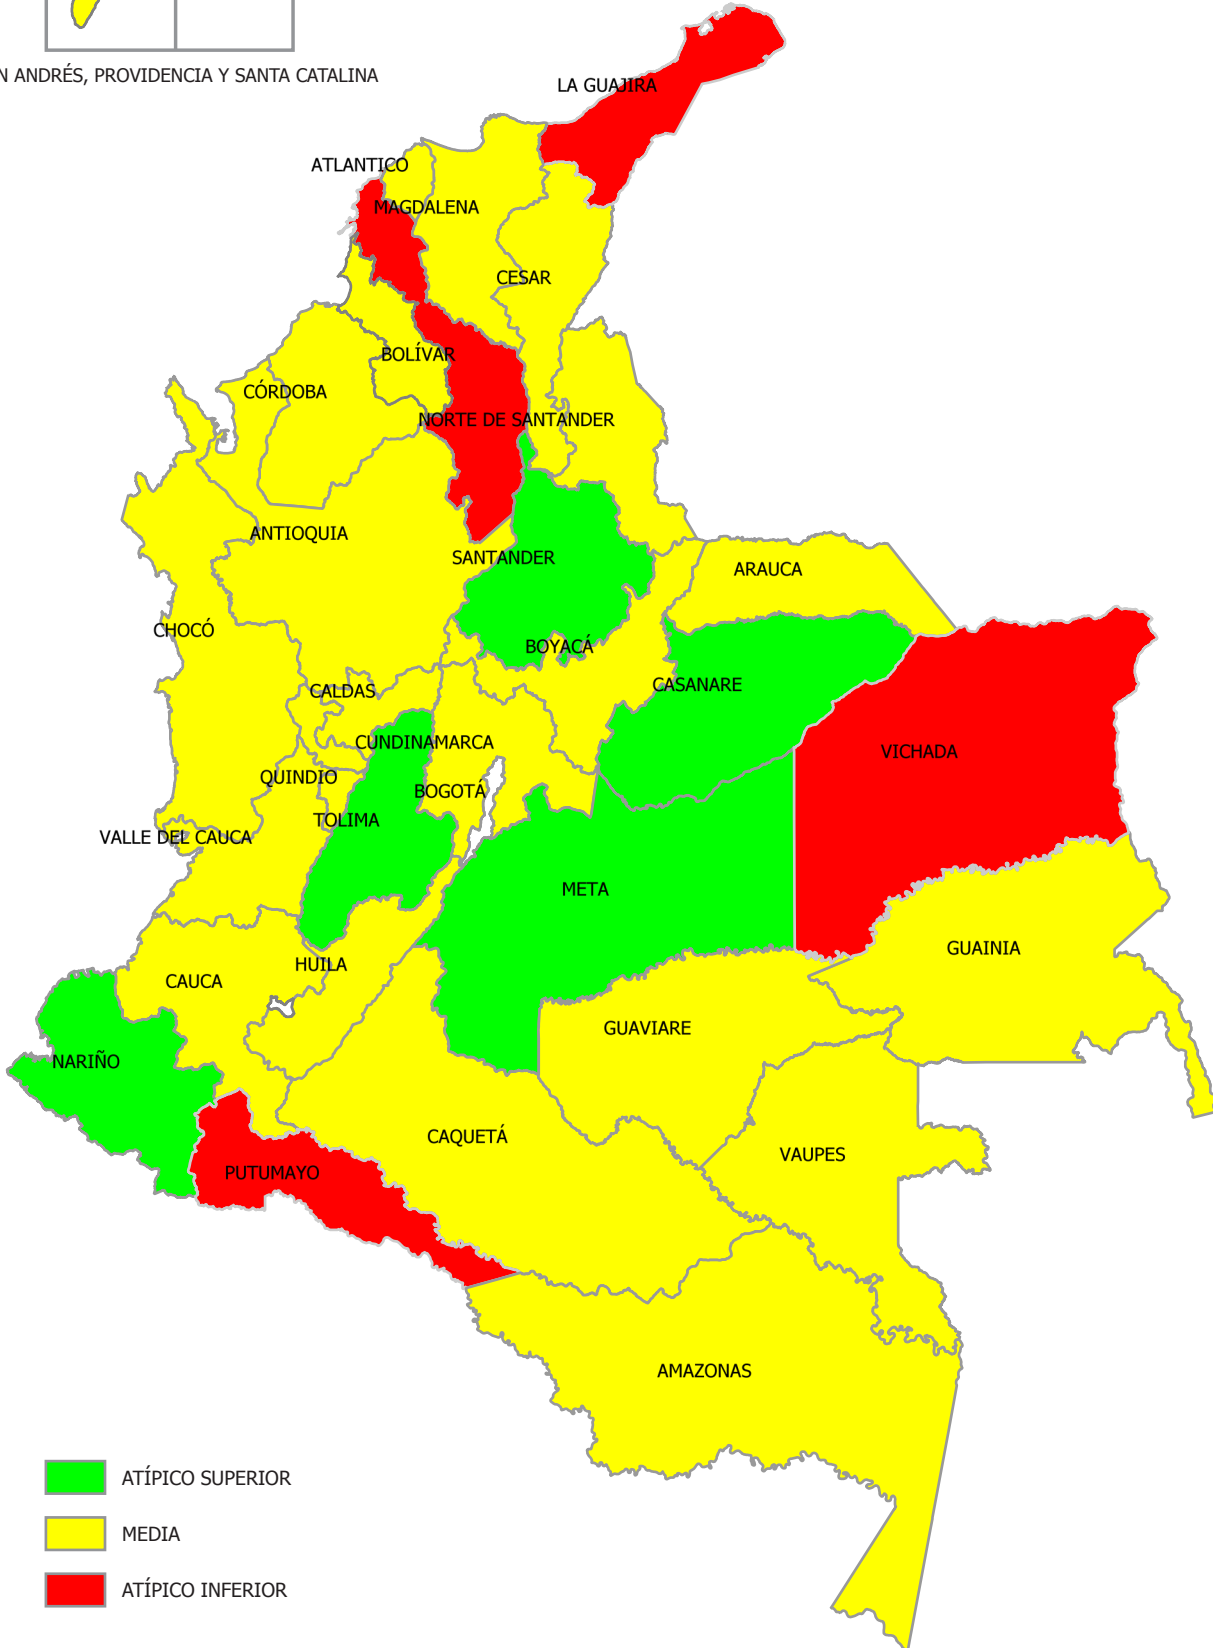 N ANDRÉS, PROVIDENCIA Y SANTA CATALINA
LA GUAJIRA
ATLANTICO
MAGDALENA
CESAR
BOLÍVAR
CÓRDOBA
NORTE DE SANTANDER
ANTIOQUIA
SANTANDER
ARAUCA
CHOCÓ
BOYACÁ
CASANARE
CALDAS
CUNDINAMARCA
VICHADA
QUINDIO
BOGOTÁ
TOLIMA
VALLE DEL CAUCA
META
GUAINIA
HUILA
CAUCA
GUAVIARE
NARIÑO
CAQUETÁ
VAUPES
PUTUMAYO
AMAZONAS
ATÍPICO SUPERIOR
MEDIA
ATÍPICO INFERIOR